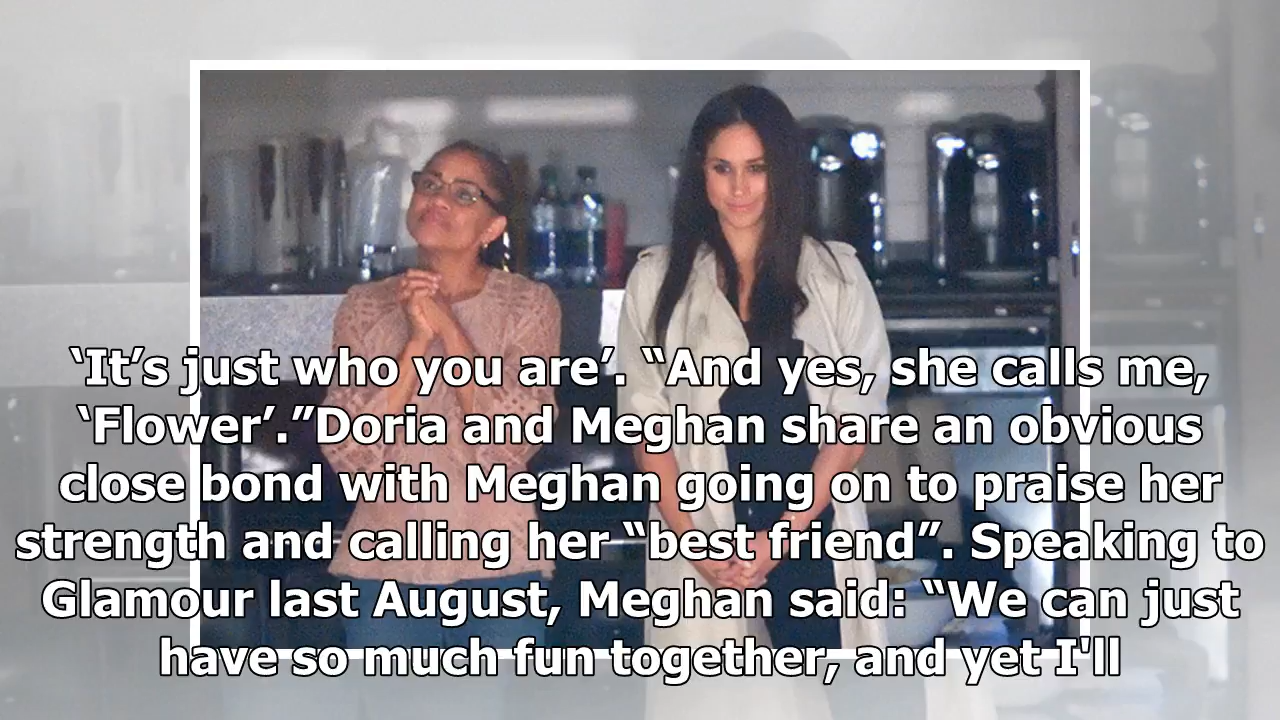 ‘It’s just who you are’. “And yes, she calls me,
‘Flower’.”Doria and Meghan share an obvious
close bond with Meghan going on to praise her
strength and calling her “best friend”. Speaking to
Glamour last August, Meghan said: “We can just
have so much fun together, and yet I'll